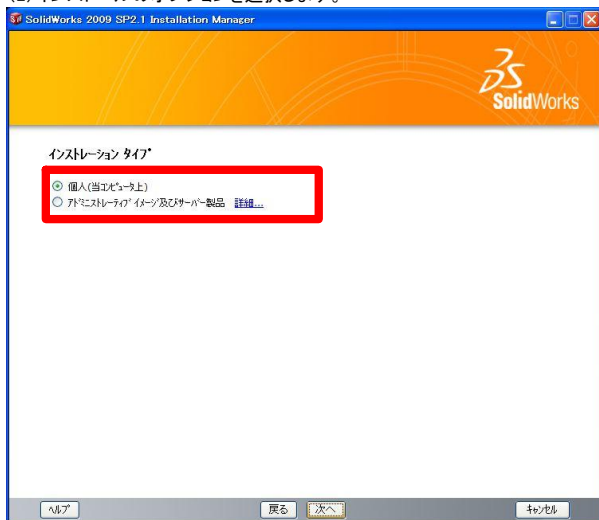 SolidWorks 2009 SP2.1 Installation Manager
SolidWorks
インストレーション タイプ
個人(当コンピュータ上)
アドミニストレーティブ イメージ及びサーバー製品 詳細...
ヘルプ 戻る 次へ キャンセル